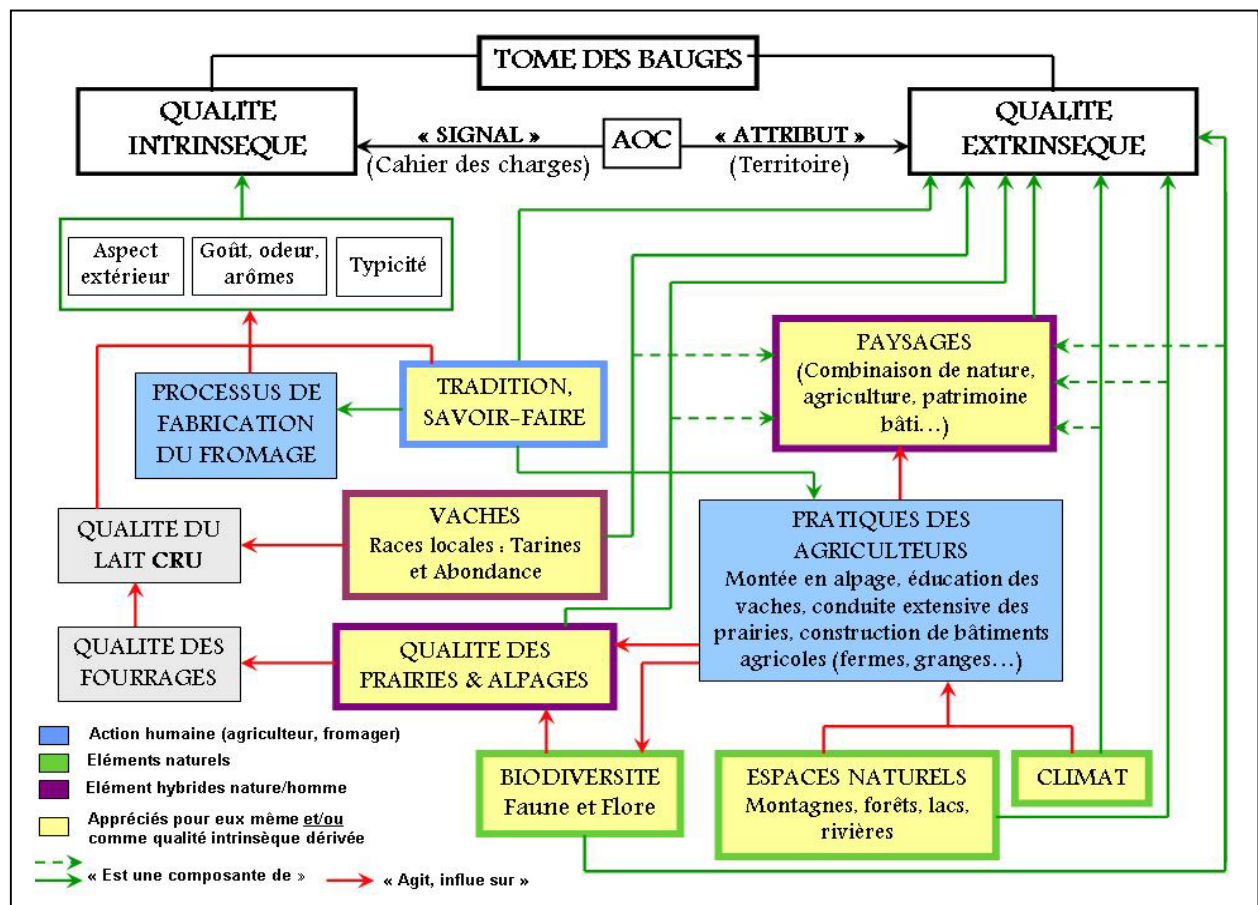 TOME DES BAUGES
QUALITE
INTRINSEQUE
« SIGNAL »
(Cahier des charges)
AOC
« ATTRIBUT »
(Territoire)
QUALITE
EXTRINSEQUE
Aspect
extérieur
Goût, odeur,
arômes
Typicité
PROCESSUS DE
FABRICATION
DU FROMAGE
TRADITION,
SAVOIR-FAIRE
PAYSAGES
(Combinaison de nature,
agriculture, patrimoine
bâti…)
QUALITE DU
LAIT CRU
VACHES
Races locales : Tarines
et Abondance
PRATIQUES DES
AGRICULTEURS
Montée en alpage, éducation des
vaches, conduite extensive des
prairies, construction de bâtiments
agricoles (fermes, granges…)
QUALITE DES
FOURRAGES
QUALITE DES
PRAIRIES & ALPAGES
BIODIVERSITE
Faune et Flore
ESPACES NATURELS
Montagnes, forêts, lacs,
rivières
CLIMAT
Action humaine (agriculteur, fromager)
Eléments naturels
Elément hybrides nature/homme
Appréciés pour eux même et/ou
comme qualité intrinsèque dérivée
« Est une composante de »
« Agit, influe sur »